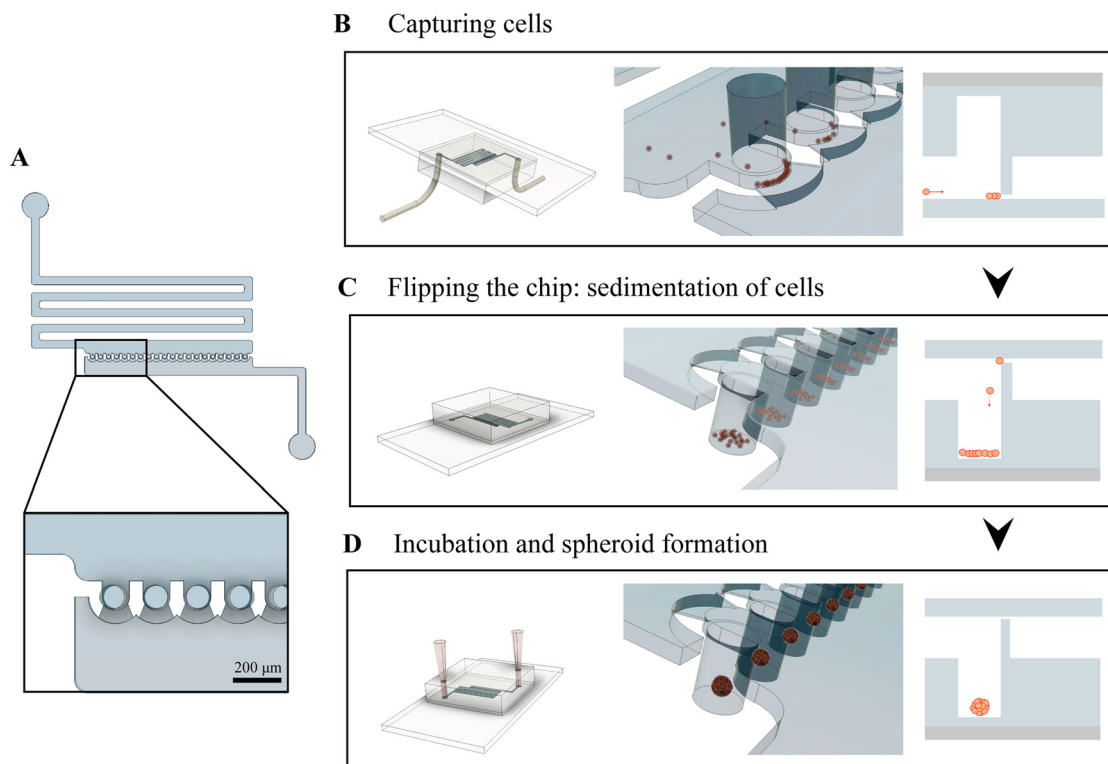 A
200 μm
B Capturing cells
C Flipping the chip: sedimentation of cells
D Incubation and spheroid formation